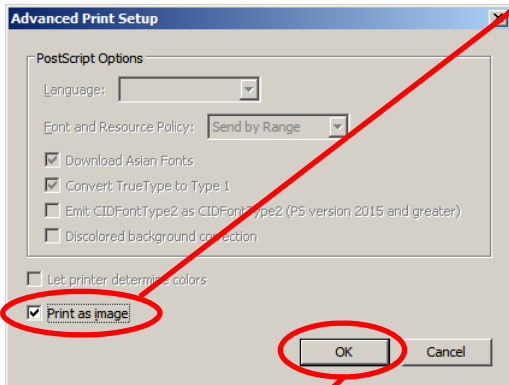 Advanced Print Setup
PostScript Options
Language:
Font and Resource Policy: Send by Range
Download Asian Fonts
Convert TrueType to Type 1
Emit CIDFontType2 as CIDFontType2 (PS version 2015 and greater)
Discolored background correction
Let printer determine colors
Print as image
OK Cancel